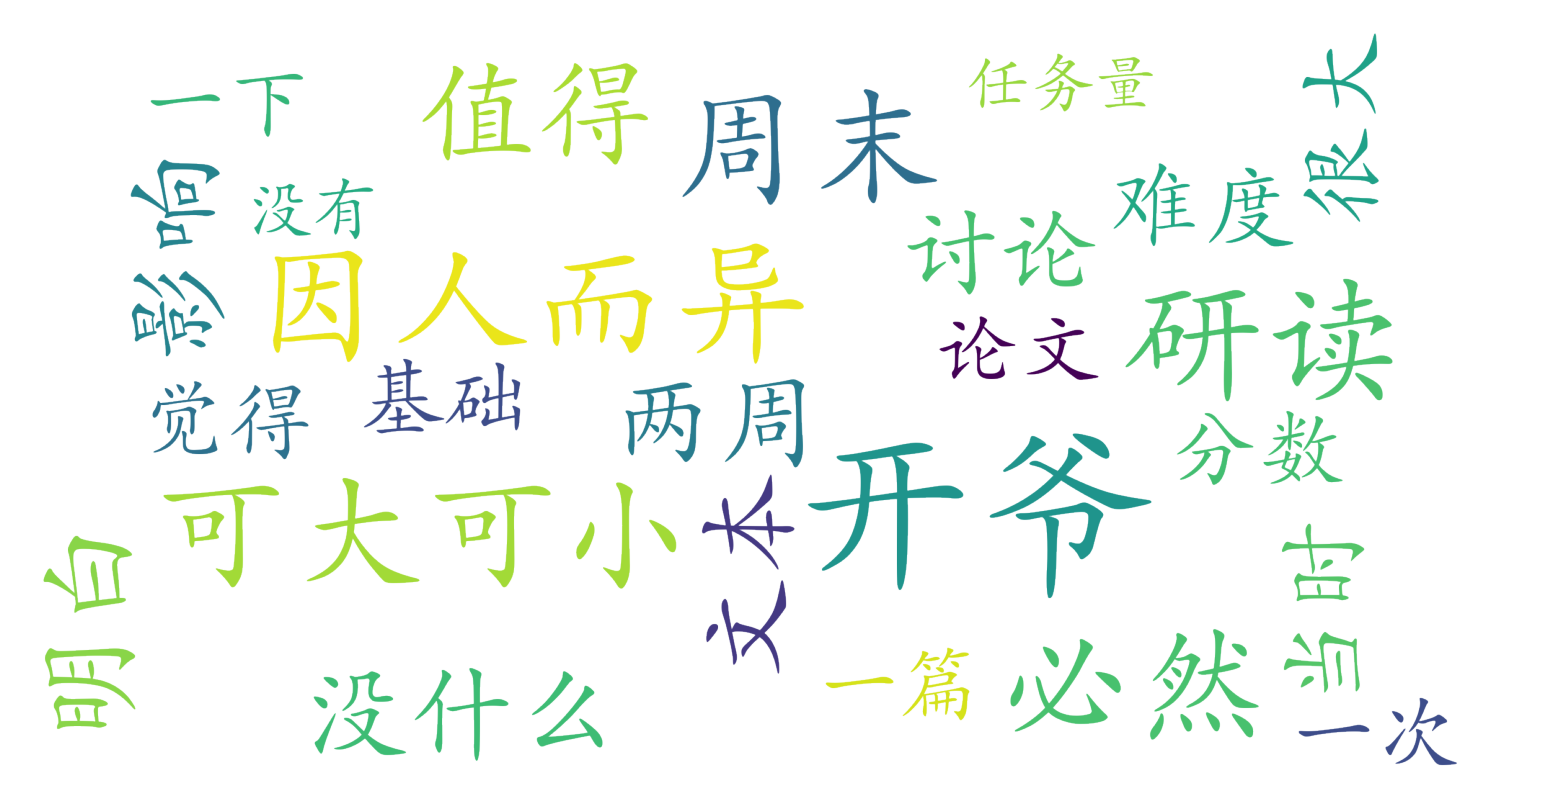 一下
值得
周末
任务量
很大
影响
没有
难度
讨论
因人而异
研读
论文
觉得
基础
两周
分数
开爷
可大可小
文本
当时
明白
没什么
一篇
必然
一次